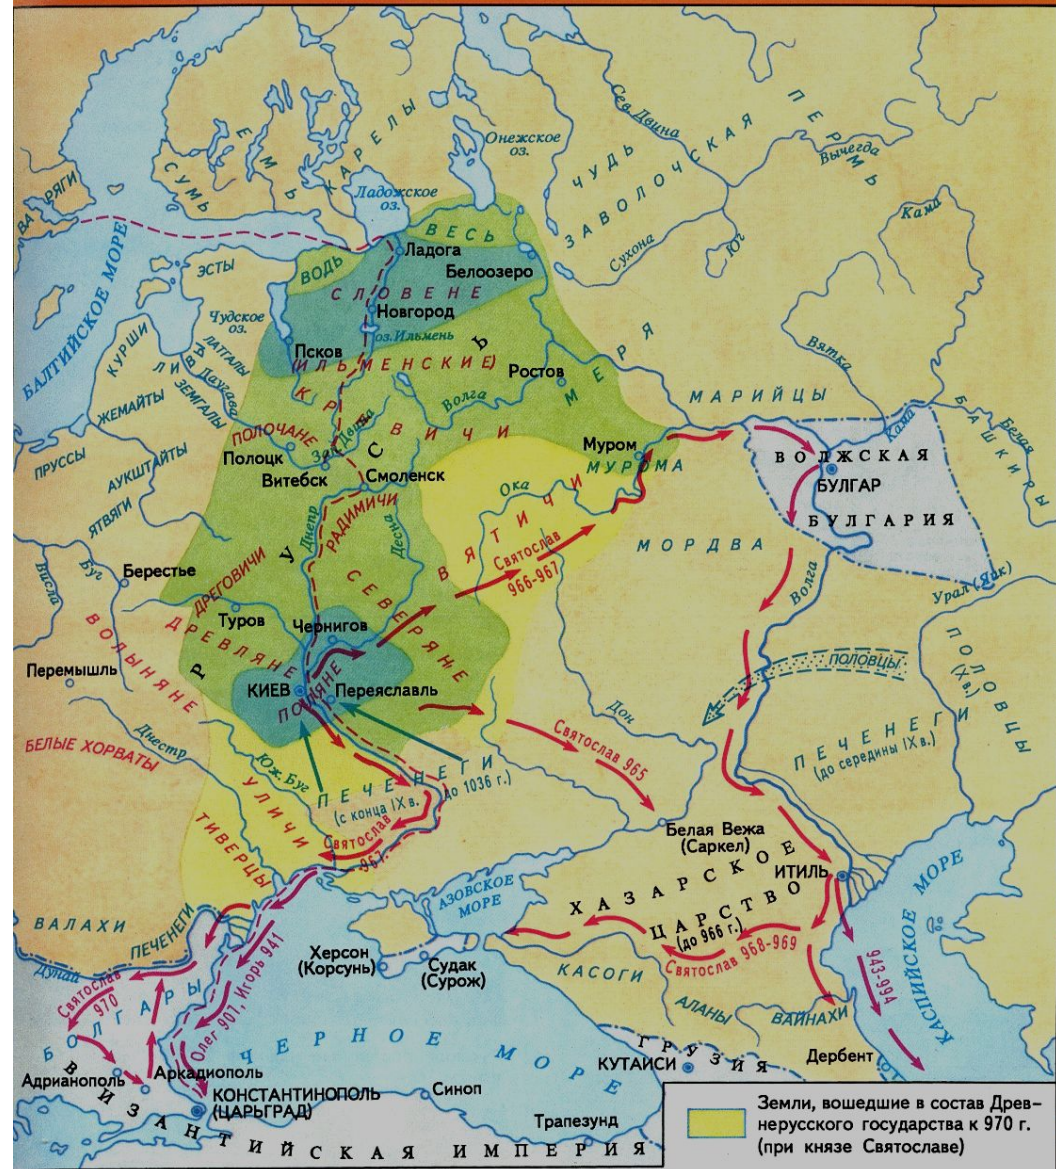 ВАРЯГИ
СУМЬ
ЕМЬ
КАРЕЛЫ
Ладожское
оз.
Онежское
оз.
Сев. Двина
ЧУДЬ
ЗАВОЛОЧСКАЯ
ПЕРМЬ
Вычегда
Сухона
Юг
Кама
БАЛТИЙСКОЕ МОРЕ
ЭСТЫ
Чудское
оз.
ВОДЬ
ВЕСЬ
Ладога
Белоозеро
СЛОВЕНЕ
Новгород
оз. Ильмень
(ИЛЬМЕНСКИЕ)
Псков
КУРШИ
ЛИВЫ
ЛАТГАЛЫ
ЗЕМГАЛЫ
Даугава
ЖЕМАЙТЫ
ПРУССЫ
АУКШТАЙТЫ
ЯТВЯГИ
КРИВИЧИ
ПОЛОЧАНЕ
Полоцк
Зап. Двина
Витебск
Смоленск
Волга
Ростов
МЕРЯ
Вятка
МАРИЙЦЫ
Муром
МУРОМА
Кама
Белая
БАШКИРЫ
ВОЛЖСКАЯ
БУЛГАР
БУЛГАРИЯ
Ока
ВЯТИЧИ
Святослав
966-967
МОРДВА
Волга
Урал (Яик)
РУСЬ
РАДИМИЧИ
Днепр
Десна
ДРЕГОВИЧИ
СЕВЕРЯНЕ
Висла
Буг
Берестье
Туров
Чернигов
ДРЕВЛЯНЕ
ВОЛЫНЯНЕ
Перемышль
КИЕВ
ПОЛЯНЕ
Переяславль
ПОЛОВЦЫ
ПОЛОВЦЫ
(X в.)
ПЕЧЕНЕГИ
(до середины IX в.)
Дон
Святослав 965
БЕЛЫЕ ХОРВАТЫ
Днестр
Юж. Буг
УЛИЧИ
ТИВЕРЦЫ
ПЕЧЕНЕГИ
(с конца IX в.
до 1036 г.)
Святослав
967
Белая Вежа
(Саркел)
ХАЗАРСКОЕ
ЦАРСТВО
(до 966 г.)
ИТИЛЬ
Святослав 968-969
943-994
КАСПИЙСКОЕ МОРЕ
АЗОВСКОЕ
МОРЕ
ВАЛАХИ
ПЕЧЕНЕГИ
Дунай
Святослав
970
БОЛГАРЫ
Олег 901, Игорь 941
Херсон
(Корсунь)
Судак
(Сурож)
КАСОГИ
АЛАНЫ
ВАЙНАХИ
ГРУЗИЯ
КУТАИСИ
Дербент
ЧЕРНОЕ МОРЕ
Адрианополь
Аркадиополь
КОНСТАНТИНОПОЛЬ
(ЦАРЬГРАД)
Синоп
Трапезунд
ВИЗАНТИЙСКАЯ ИМПЕРИЯ
Земли, вошедшие в состав Древ-
нерусского государства к 970 г.
(при князе Святославе)